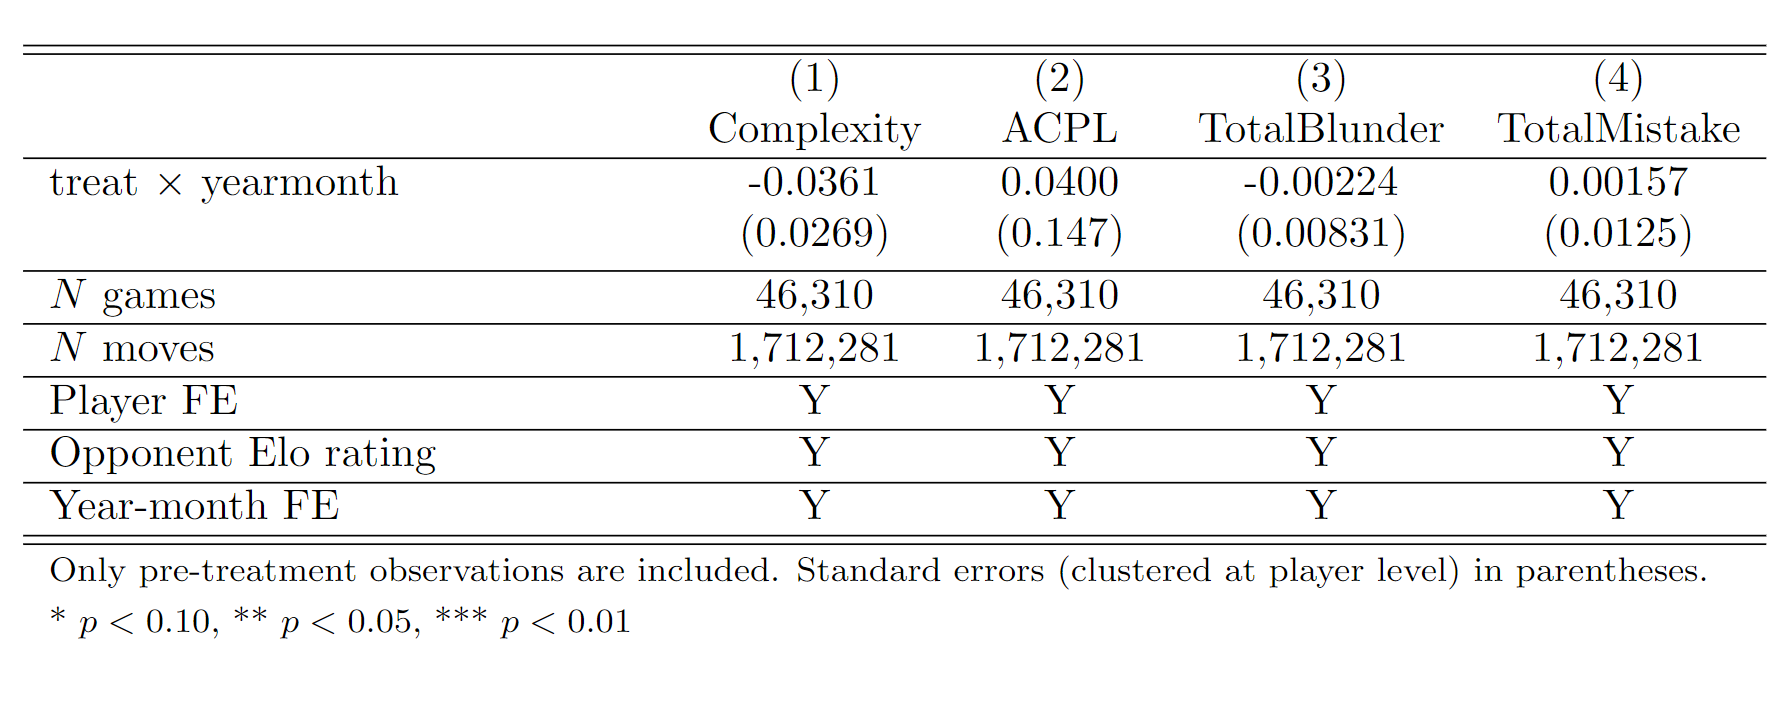 (1) (2) (3) (4)
Complexity ACPL TotalBlunder TotalMistake
treat × yearmonth -0.0361 0.0400 -0.00224 0.00157
(0.0269) (0.147) (0.00831) (0.0125)
N games 46,310 46,310 46,310 46,310
N moves 1,712,281 1,712,281 1,712,281 1,712,281
Player FE Y Y Y Y
Opponent Elo rating Y Y Y Y
Year-month FE Y Y Y Y
Only pre-treatment observations are included. Standard errors (clustered at player level) in parentheses.
* p < 0.10, ** p < 0.05, *** p < 0.01